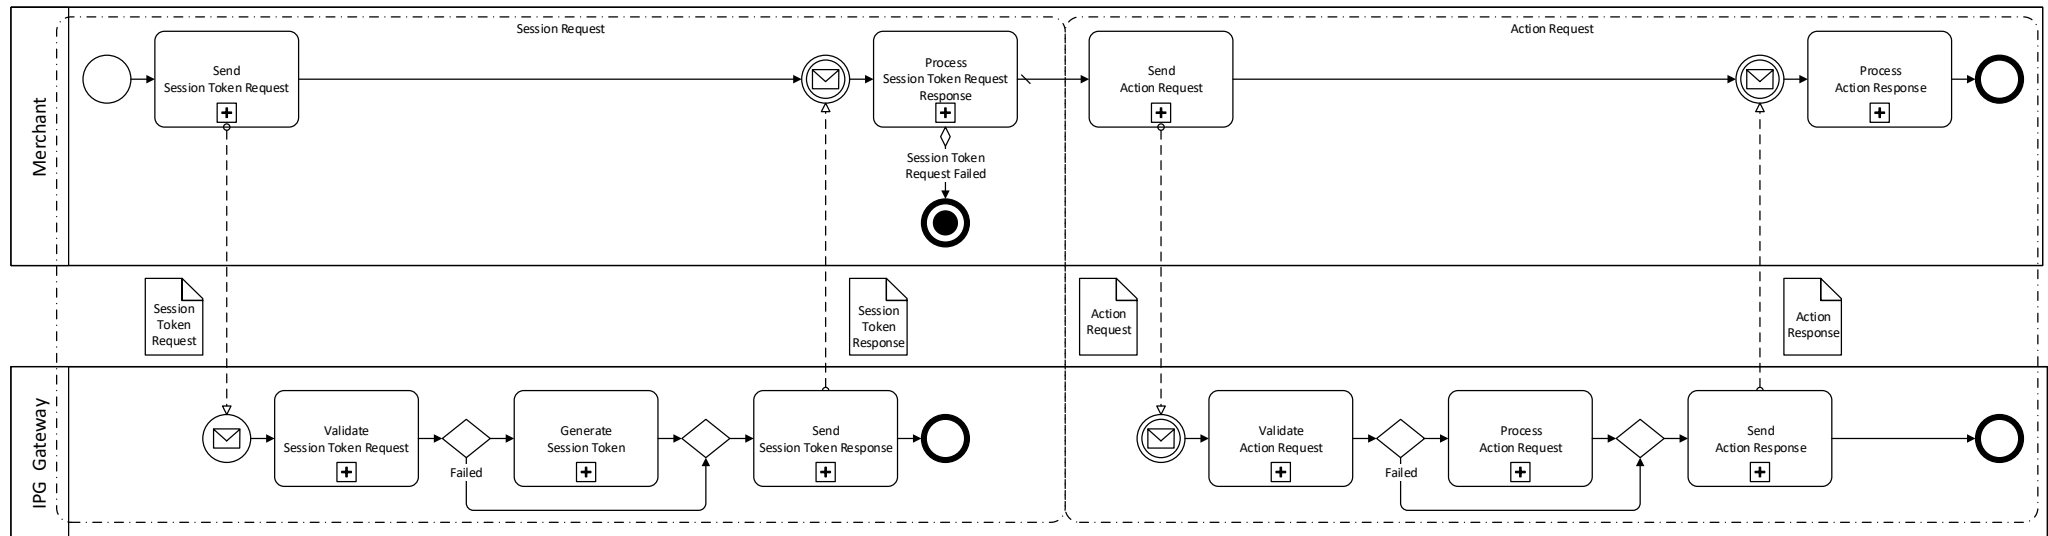 Session Request
Action Request
Merchant
Send
Session Token Request
Process
Session Token Request
Response
Send
Action Request
Process
Action Response
Session Token
Request Failed
Session
Token
Request
Session
Token
Response
Action
Request
Action
Response
IPG Gateway
Validate
Session Token Request
Failed
Generate
Session Token
Send
Session Token Response
Validate
Action Request
Failed
Process
Action Request
Send
Action Response